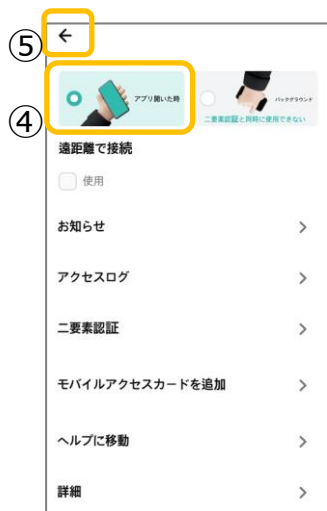 ⑤
④
アプリ開いた時
バックグラウンド
二要素認証と同時に使用できない
遠距離で接続
使用
お知らせ
アクセスログ
二要素認証
モバイルアクセスカードを追加
ヘルプに移動
詳細